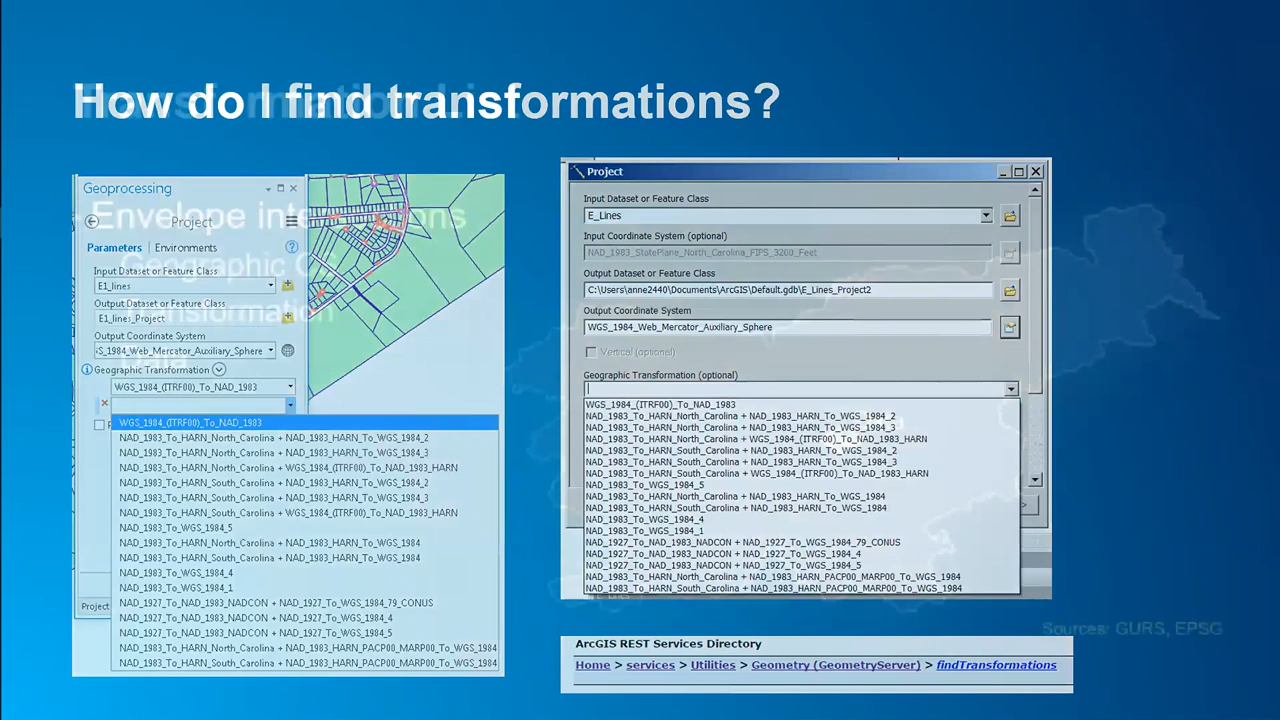 How do I find transformations?
Geoprocessing
Project
Parameters
Environments
Input Dataset or Feature Class
E1_lines
Output Dataset or Feature Class
E1_lines_Project
Output Coordinate System
iS_1984_Web_Mercator_Auxiliary_Sphere
Geographic Transformation
WGS_1984_(ITRF00)_To_NAD_1983
WGS_1984_(ITRF00)_To_NAD_1983
NAD_1983_To_HARN_North_Carolina + NAD_1983_HARN_To_WGS_1984_2
NAD_1983_To_HARN_North_Carolina + NAD_1983_HARN_To_WGS_1984_3
NAD_1983_To_HARN_North_Carolina + WGS_1984_(ITRF00)_To_NAD_1983_HARN
NAD_1983_To_HARN_South_Carolina + NAD_1983_HARN_To_WGS_1984_2
NAD_1983_To_HARN_South_Carolina + NAD_1983_HARN_To_WGS_1984_3
NAD_1983_To_HARN_South_Carolina + WGS_1984_(ITRF00)_To_NAD_1983_HARN
NAD_1983_To_WGS_1984_5
NAD_1983_To_HARN_North_Carolina + NAD_1983_HARN_To_WGS_1984
NAD_1983_To_HARN_South_Carolina + NAD_1983_HARN_To_WGS_1984
NAD_1983_To_WGS_1984_4
NAD_1983_To_WGS_1984_1
NAD_1927_To_NAD_1983_NADCON + NAD_1927_To_WGS_1984_79_CONUS
NAD_1927_To_NAD_1983_NADCON + NAD_1927_To_WGS_1984_4
NAD_1927_To_NAD_1983_NADCON + NAD_1927_To_WGS_1984_5
NAD_1983_To_HARN_North_Carolina + NAD_1983_HARN_PACP00_MARP00_To_WGS_1984
NAD_1983_To_HARN_South_Carolina + NAD_1983_HARN_PACP00_MARP00_To_WGS_1984
Project
Envelope
Geographic
Transformation
Data
Project
Input Dataset or Feature Class
E_Lines
Input Coordinate System (optional)
NAD_1983_StatePlane_North_Carolina_FIPS_3200_Feet
Output Dataset or Feature Class
C:\Users\anne2440\Documents\ArcGIS\Default.gdb\E_Lines_Project2
Output Coordinate System
WGS_1984_Web_Mercator_Auxiliary_Sphere
Vertical (optional)
Geographic Transformation (optional)
WGS_1984_(ITRF00)_To_NAD_1983
NAD_1983_To_HARN_North_Carolina + NAD_1983_HARN_To_WGS_1984_2
NAD_1983_To_HARN_North_Carolina + NAD_1983_HARN_To_WGS_1984_3
NAD_1983_To_HARN_North_Carolina + WGS_1984_(ITRF00)_To_NAD_1983_HARN
NAD_1983_To_HARN_South_Carolina + NAD_1983_HARN_To_WGS_1984_2
NAD_1983_To_HARN_South_Carolina + NAD_1983_HARN_To_WGS_1984_3
NAD_1983_To_HARN_South_Carolina + WGS_1984_(ITRF00)_To_NAD_1983_HARN
NAD_1983_To_WGS_1984_5
NAD_1983_To_HARN_North_Carolina + NAD_1983_HARN_To_WGS_1984
NAD_1983_To_HARN_South_Carolina + NAD_1983_HARN_To_WGS_1984
NAD_1983_To_WGS_1984_4
NAD_1983_To_WGS_1984_1
NAD_1927_To_NAD_1983_NADCON + NAD_1927_To_WGS_1984_79_CONUS
NAD_1927_To_NAD_1983_NADCON + NAD_1927_To_WGS_1984_4
NAD_1927_To_NAD_1983_NADCON + NAD_1927_To_WGS_1984_5
NAD_1983_To_HARN_North_Carolina + NAD_1983_HARN_PACP00_MARP00_To_WGS_1984
NAD_1983_To_HARN_South_Carolina + NAD_1983_HARN_PACP00_MARP00_To_WGS_1984
Sources: GURS, EPSG
ArcGIS REST Services Directory
Home > services > Utilities > Geometry (GeometryServer) > findTransformations